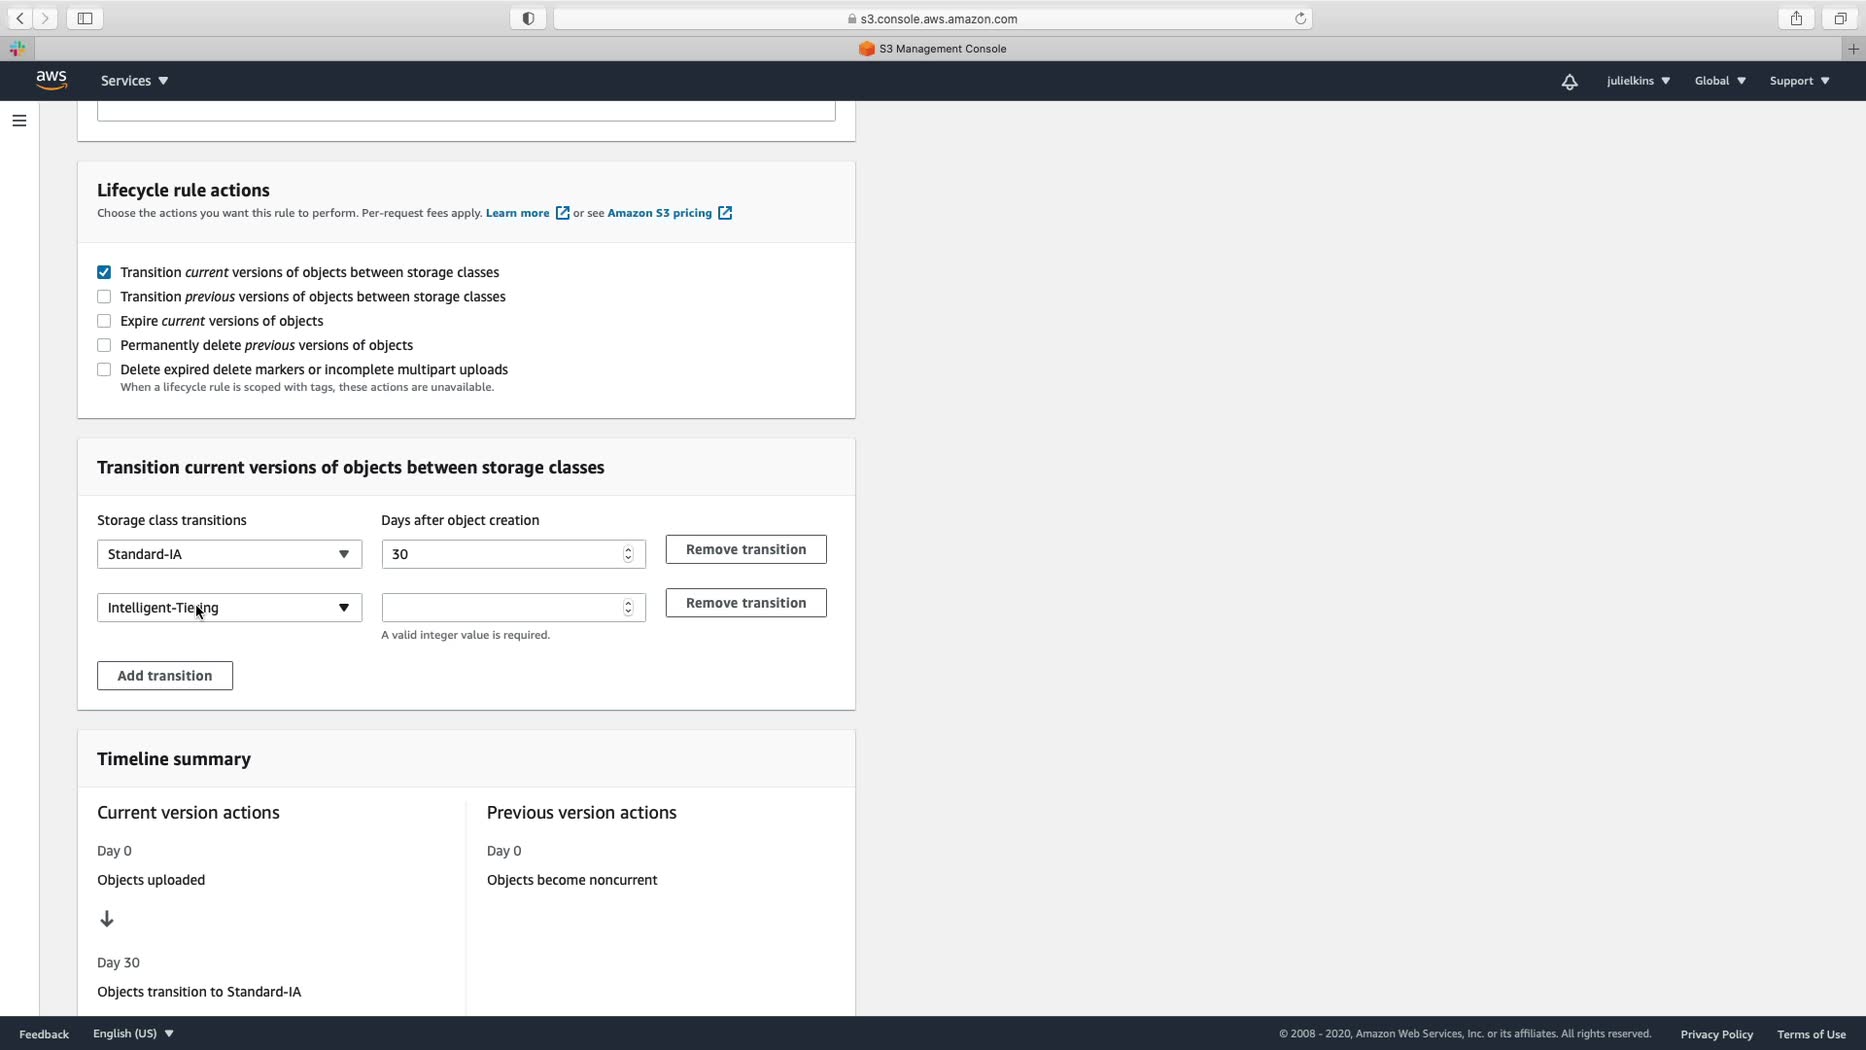 s3.console.aws.amazon.com
S3 Management Console
aws
Services
julielkins
Global
Support
Lifecycle rule actions
Choose the actions you want this rule to perform. Per-request fees apply. Learn more or see Amazon S3 pricing
Transition current versions of objects between storage classes
Transition previous versions of objects between storage classes
Expire current versions of objects
Permanently delete previous versions of objects
Delete expired delete markers or incomplete multipart uploads
When a lifecycle rule is scoped with tags, these actions are unavailable.
Transition current versions of objects between storage classes
Storage class transitions
Days after object creation
Standard-IA
30
Remove transition
Intelligent-Tiering
Remove transition
A valid integer value is required.
Add transition
Timeline summary
Current version actions
Previous version actions
Day 0
Day 0
Objects uploaded
Objects become noncurrent
Day 30
Objects transition to Standard-IA
Feedback
English (US)
© 2008 - 2020, Amazon Web Services, Inc. or its affiliates. All rights reserved.
Privacy Policy
Terms of Use